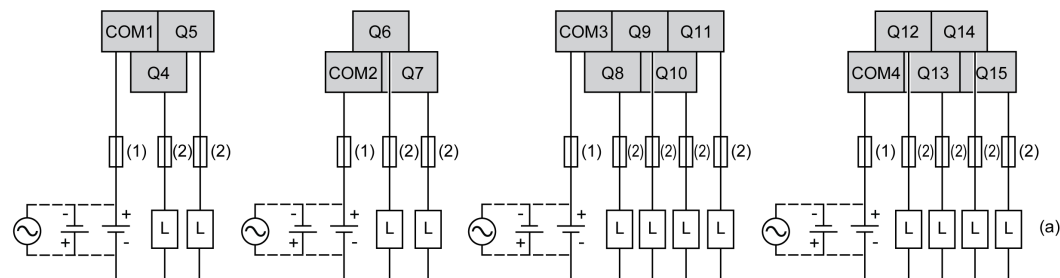 COM1 Q5 Q6 COM3 Q9 Q11 Q12 Q14
Q4 COM2 Q7 Q8 Q10 COM4 Q13 Q15
(1) (2) (2) (1) (2) (2) (1) (2) (2) (2) (2) (1) (2) (2) (2) (2)
- + - + - + - +
L L L L L L L L L L L L (a)
+ - + - + - + -